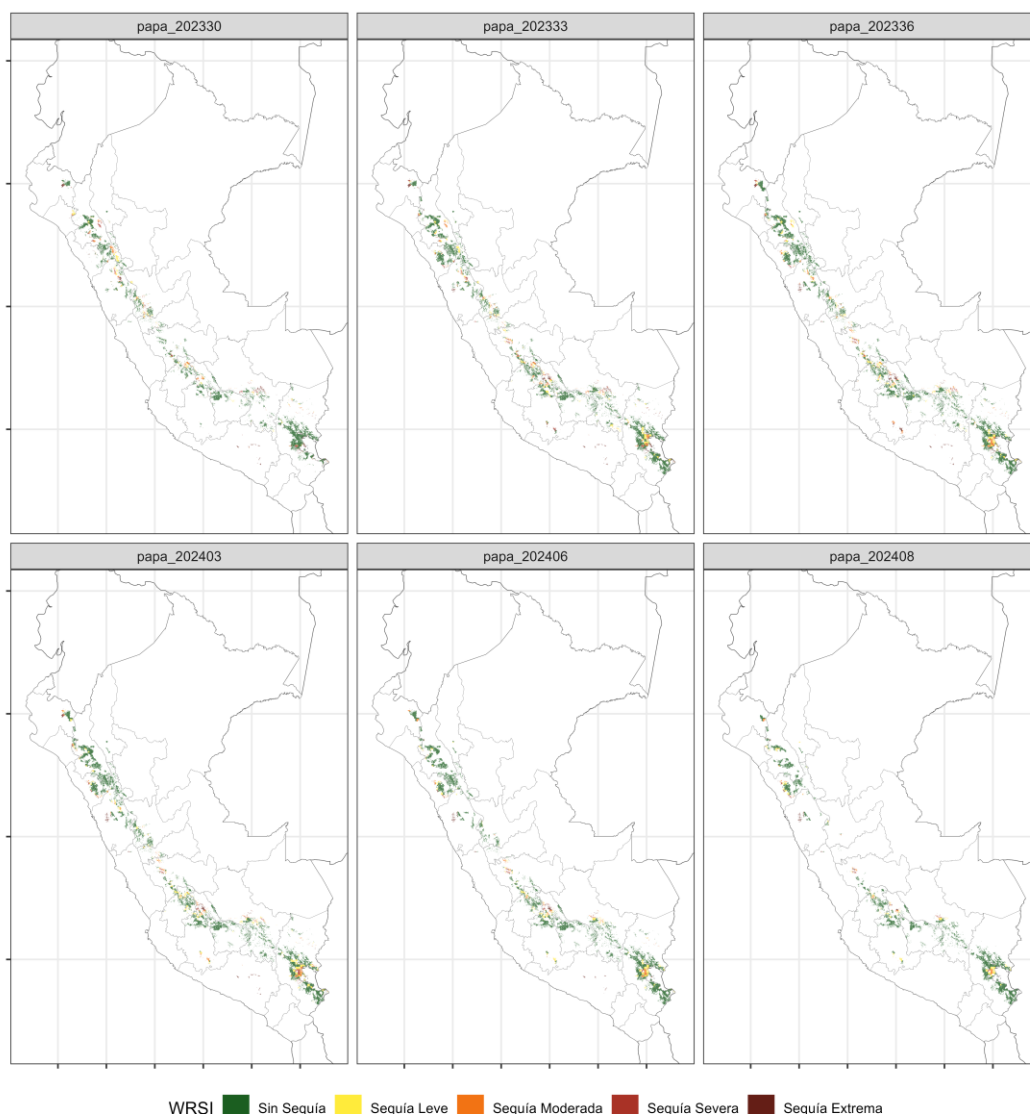 papa_202330
papa_202333
papa_202336
papa_202403
papa_202406
papa_202408
WRSI Sin Sequía Sequía Leve Sequía Moderada Sequía Severa Sequía Extrema